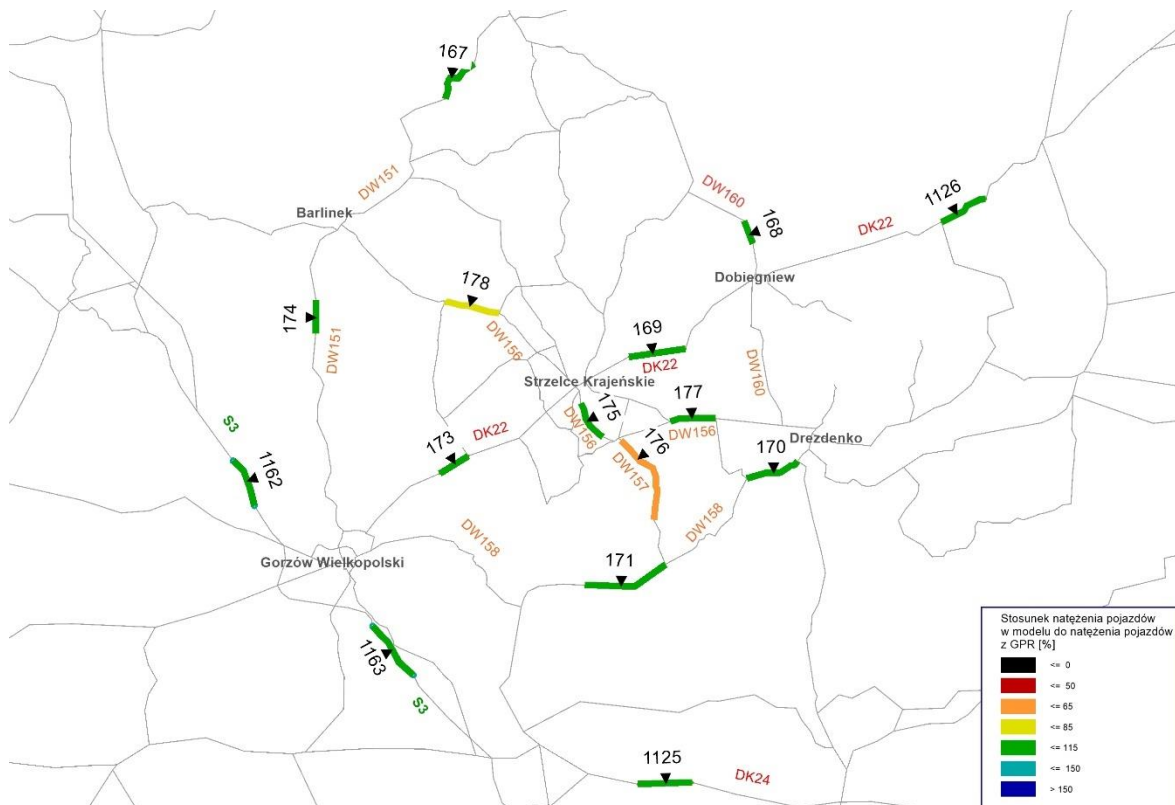 167
DW151
Barlinek
DW160
1126
168
DK22
Dobiegniew
178
174
DW151
DW156
169
DK22
DW160
Strzelce Krajeńskie
175
177
DW156
176
DW156
Drezdenko
173
DK22
170
S3
1162
DW157
DW158
DW158
Gorzów Wielkopolski
171
1163
S3
1125
DK24
Stosunek natężenia pojazdów
w modelu do natężenia pojazdów
z GPR [%]
<= 0
<= 50
<= 65
<= 85
<= 115
<= 150
> 150